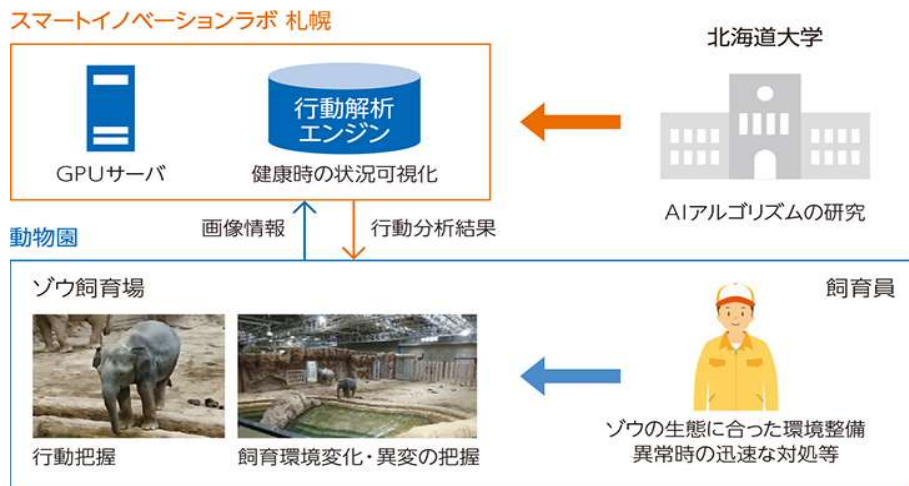 スマートイノベーションラボ 札幌
北海道大学
行動解析
エンジン
GPUサーバ
健康時の状況可視化
AIアルゴリズムの研究
画像情報
行動分析結果
動物園
ゾウ飼育場
飼育員
行動把握
飼育環境変化・異変の把握
ゾウの生態に合った環境整備
異常時の迅速な対処等